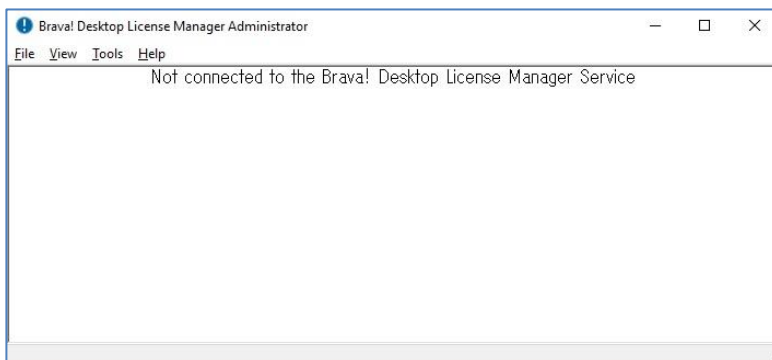 Brava! Desktop License Manager Administrator
File View Tools Help
Not connected to the Brava! Desktop License Manager Service